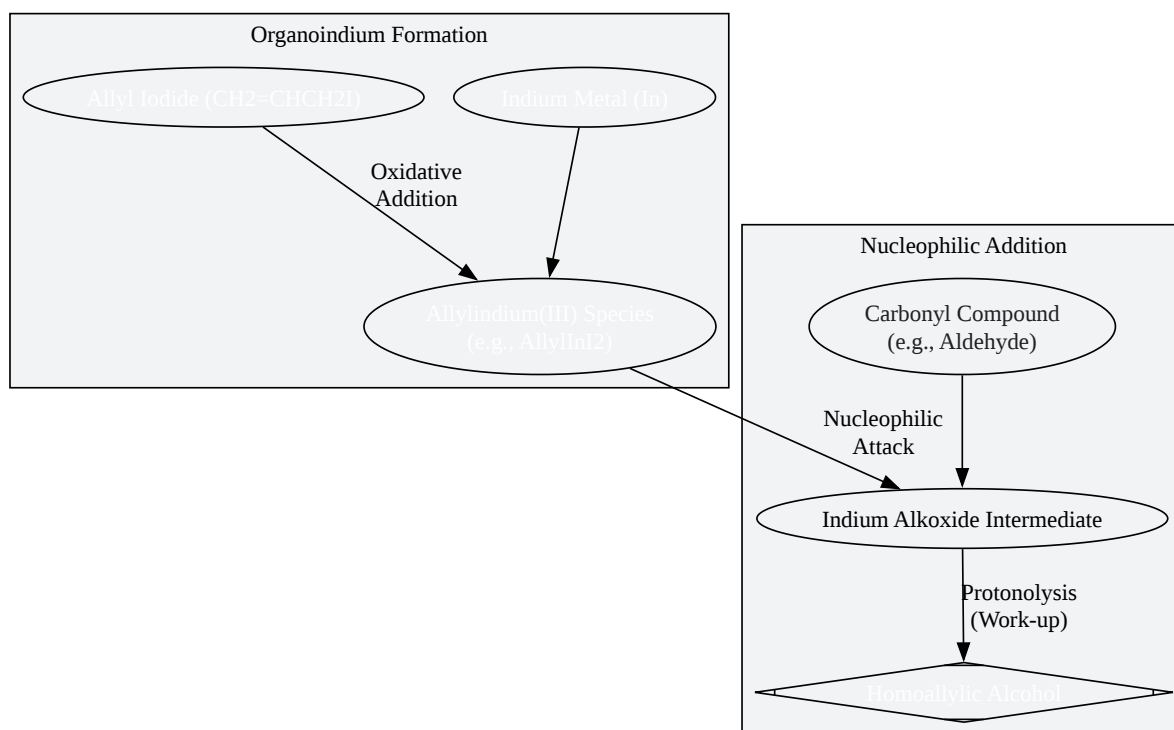 Organoindium Formation
Allyl Iodide (CH2=CHCH2I)
Indium Metal (In)
Oxidative
Addition
Allylindium(III) Species
(e.g., AllylInI2)
Nucleophilic Addition
Carbonyl Compound
(e.g., Aldehyde)
Nucleophilic
Attack
Indium Alkoxide Intermediate
Protonolysis
(Work-up)
Homoallylic Alcohol